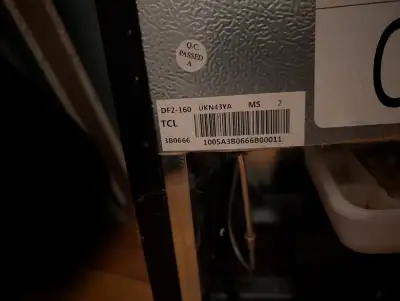 Q.C
PASSED
A
DF2-160 UKN43YA MS 2
TCL
3B0666 1005A3B0666B00011